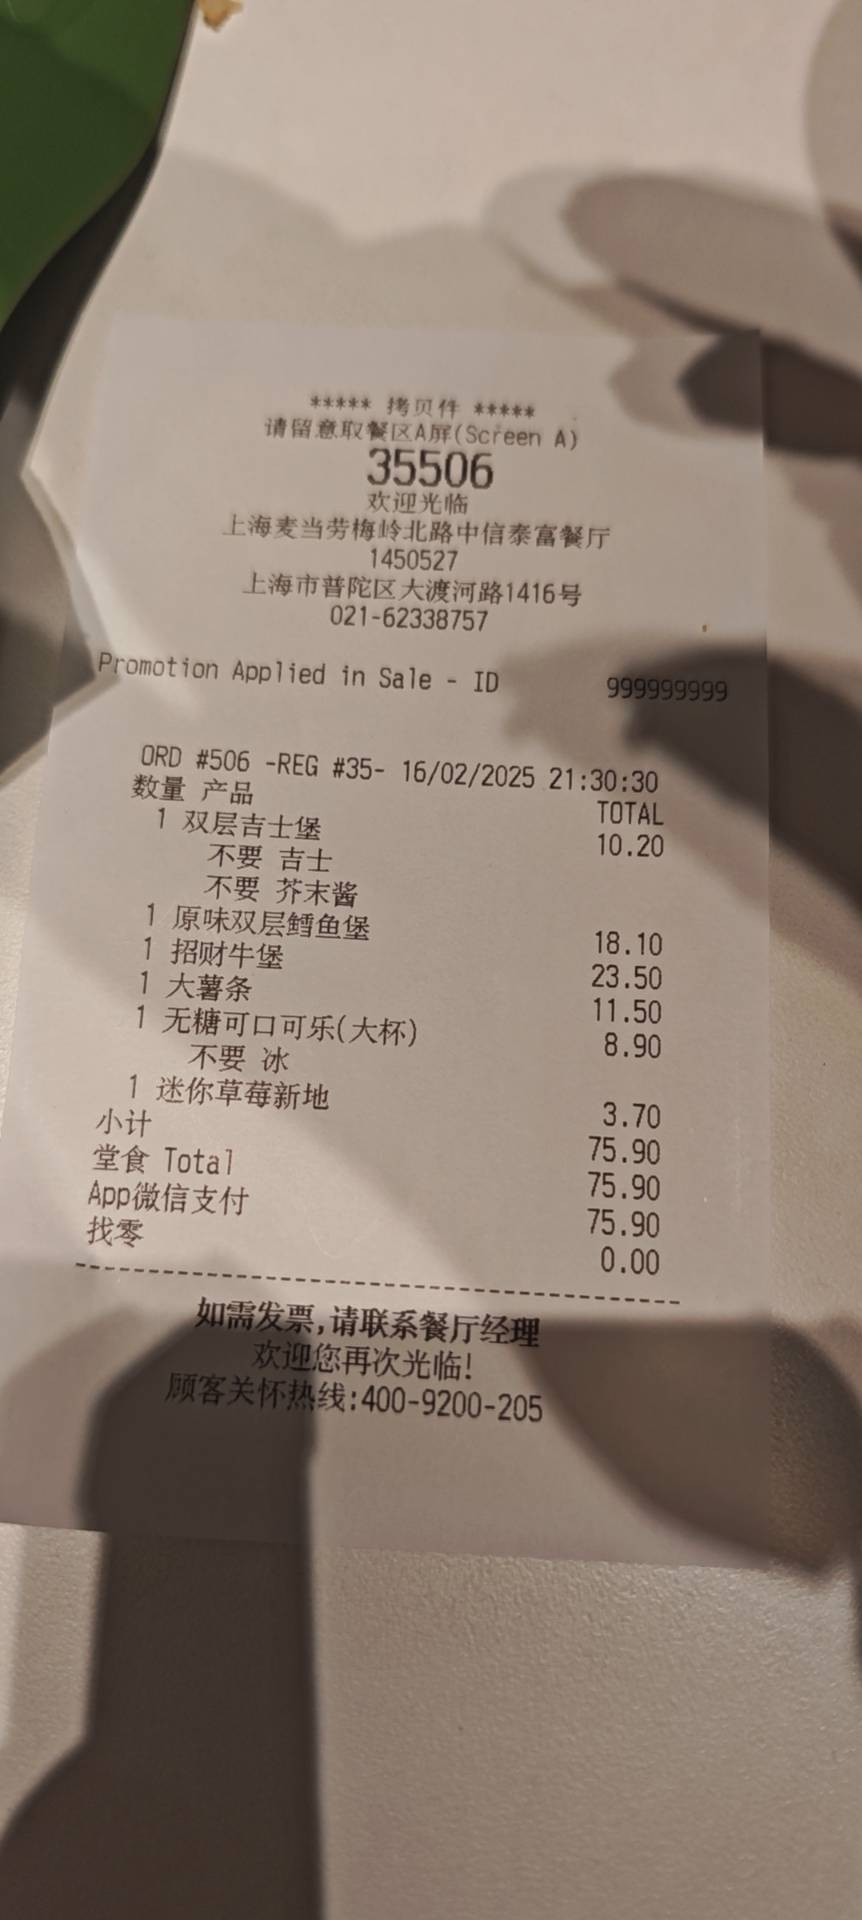 ***** 拷贝件 *****
请留意取餐区A屏(Screen A)
35506
欢迎光临
上海麦当劳梅岭北路中信泰富餐厅
1450527
上海市普陀区大渡河路1416号
021-62338757
Promotion Applied in Sale - ID 999999999
ORD #506 -REG #35- 16/02/2025 21:30:30
数量 产品 TOTAL
1 双层吉士堡 10.20
不要 吉士
不要 芥末酱
1 原味双层鳕鱼堡 18.10
1 招财牛堡 23.50
1 大薯条 11.50
1 无糖可口可乐(大杯) 8.90
不要 冰
1 迷你草莓新地 3.70
小计 75.90
堂食 Total 75.90
App微信支付 75.90
找零 0.00
如需发票,请联系餐厅经理
欢迎您再次光临!
顾客关怀热线:400-9200-205